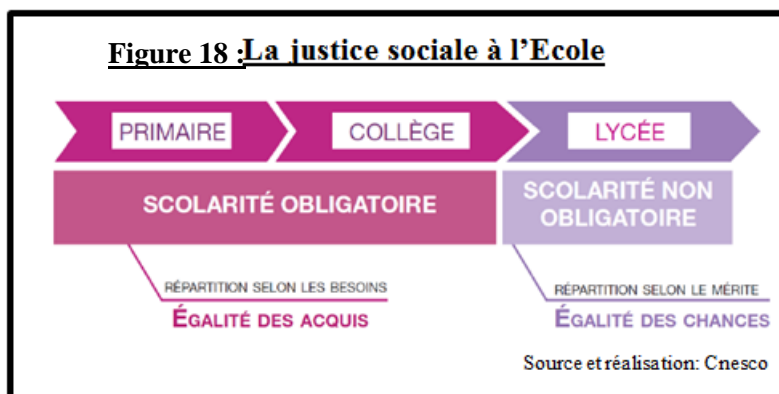 Figure 18 :La justice sociale à l'Ecole
PRIMAIRE
COLLÈGE
LYCÉE
SCOLARITÉ OBLIGATOIRE
SCOLARITÉ NON
OBLIGATOIRE
RÉPARTITION SELON LES BESOINS
ÉGALITÉ DES ACQUIS
RÉPARTITION SELON LE MÉRITE
ÉGALITÉ DES CHANCES
Source et réalisation: Cnesco